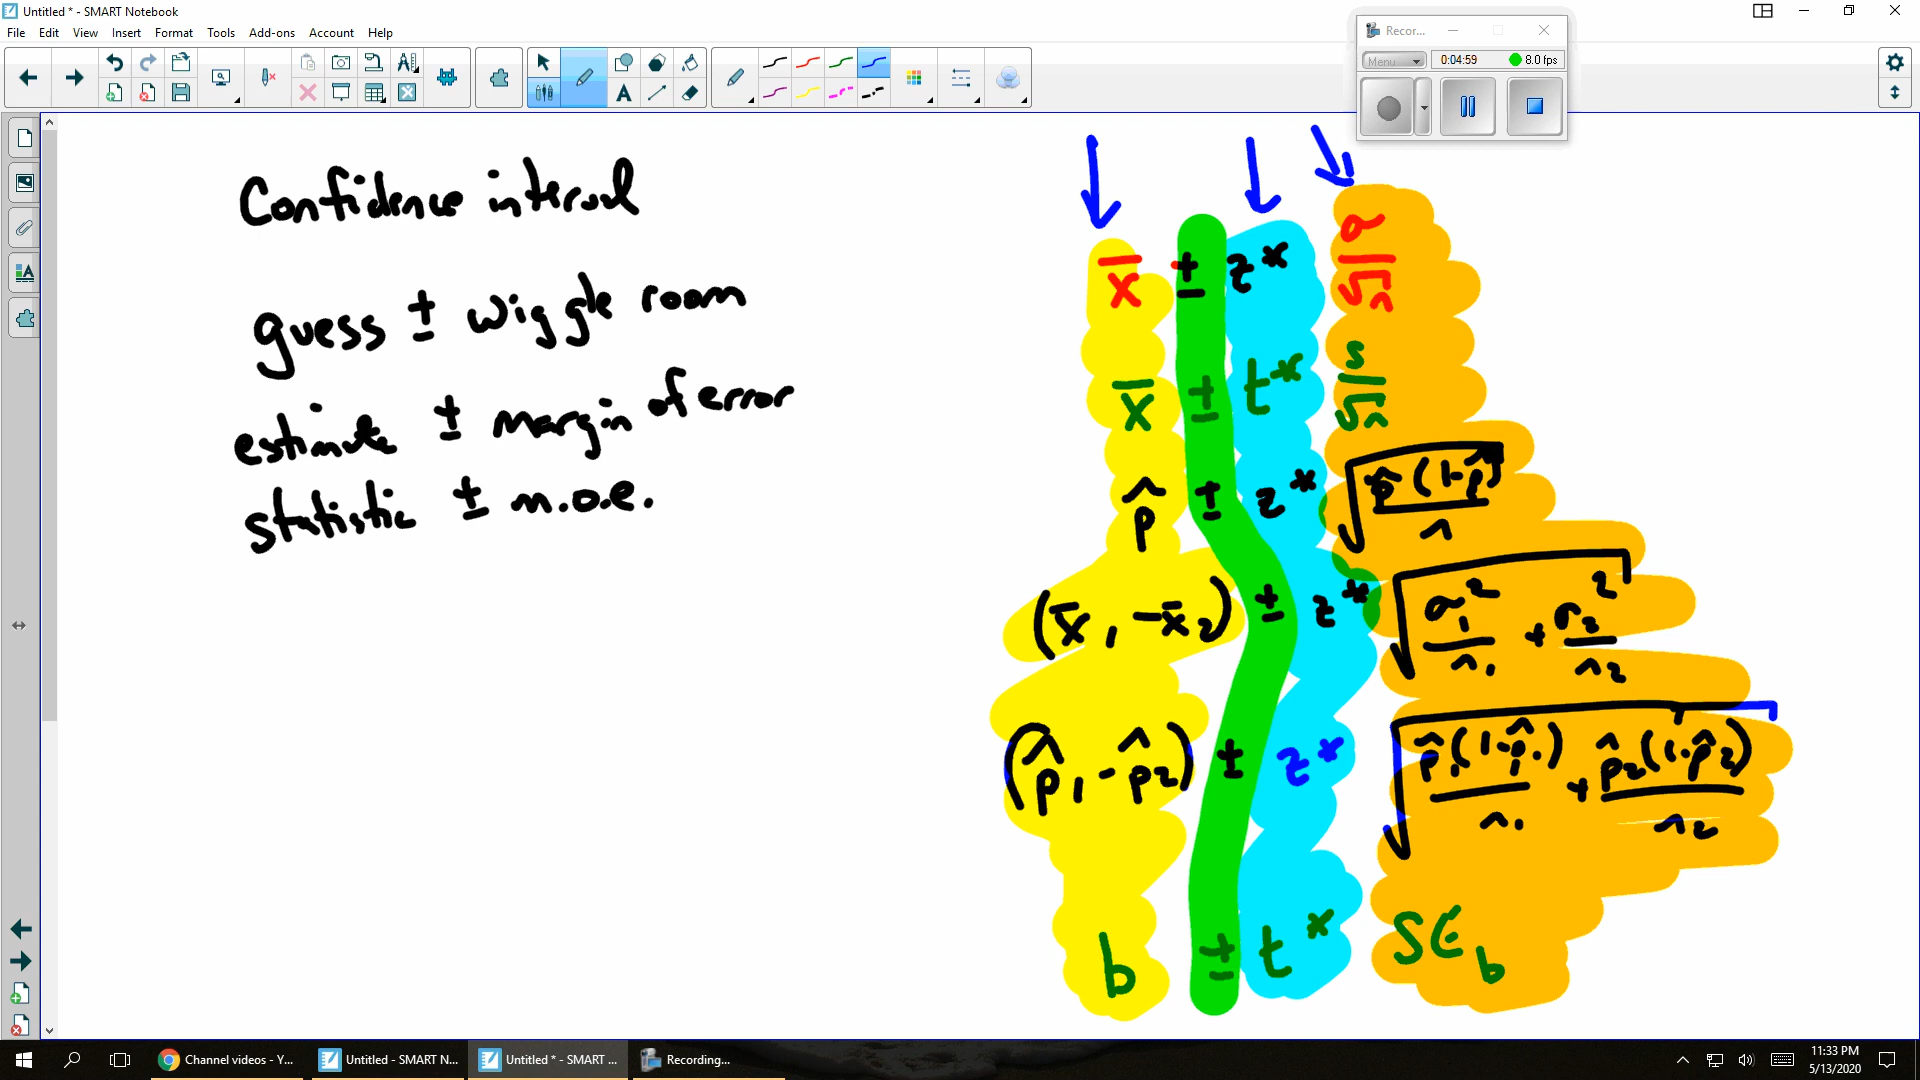 Untitled * - SMART Notebook
File Edit View Insert Format Tools Add-ons Account Help
Recor...
Menu 0:04:59 8.0 fps
Confidence interval
guess ± wiggle room
estimate ± margin of error
statistic ± m.o.e.
x̄ ± z* σ/√n
x̄ ± t* s/√n
p̂ ± z* √(p̂(1-p̂)/n)
(x̄₁-x̄₂) ± z* √(σ₁²/n₁ + σ₂²/n₂)
(p̂₁-p̂₂) ± z* √(p̂₁(1-p̂₁)/n₁ + p̂₂(1-p̂₂)/n₂)
b ± t* SE_b
Channel videos - Y... Untitled - SMART N... Untitled * - SMART ... Recording...
11:33 PM
5/13/2020